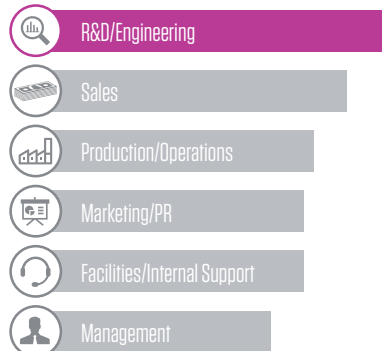 R&D/Engineering
Sales
Production/Operations
Marketing/PR
Facilities/Internal Support
Management